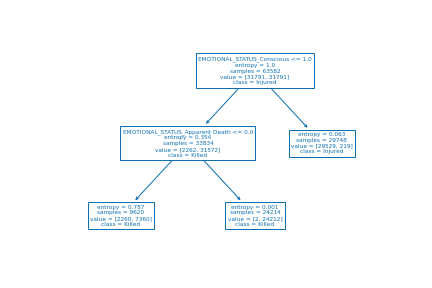 EMOTIONAL_STATUS_Conscious <= 1.0
entropy = 1.0
samples = 63582
value = [31791, 31791]
class = Injured
EMOTIONAL_STATUS_Apparent Death <= 0.0
entropy = 0.354
samples = 33834
value = [2262, 31572]
class = Killed
entropy = 0.063
samples = 29748
value = [29529, 219]
class = Injured
entropy = 0.787
samples = 9620
value = [2260, 7360]
class = Killed
entropy = 0.001
samples = 24214
value = [2, 24212]
class = Killed